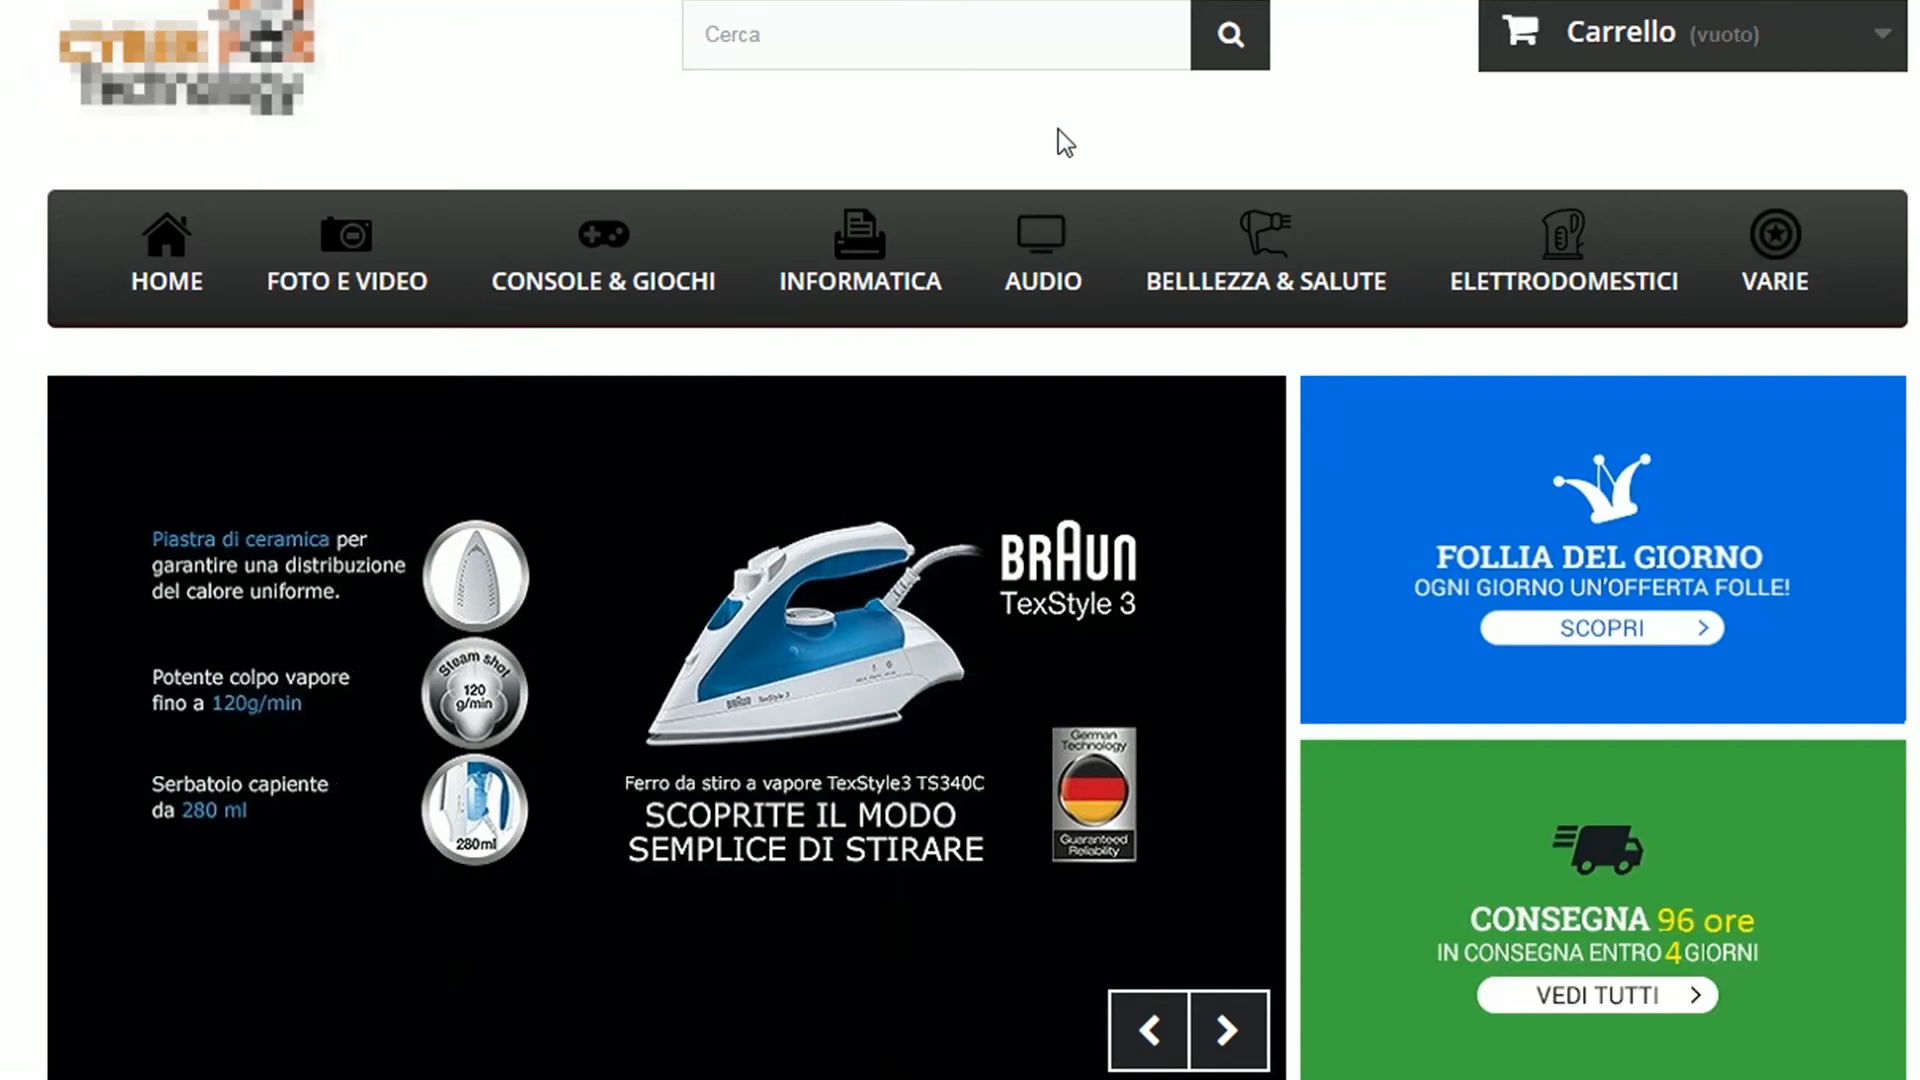 Technology
Cerca
Carrello (vuoto)
HOME
FOTO E VIDEO
CONSOLE & GIOCHI
INFORMATICA
AUDIO
BELLLEZZA & SALUTE
ELETTRODOMESTICI
VARIE
Piastra di ceramica per
garantire una distribuzione
del calore uniforme.
Potente colpo vapore
fino a 120g/min
Steam shot
120
g/min
Serbatoio capiente
da 280 ml
280ml
BRAUN
TexStyle 3
BRAUN TexStyle 3
Ferro da stiro a vapore TexStyle3 TS340C
SCOPRITE IL MODO
SEMPLICE DI STIRARE
German
Technology
Guaranteed
Reliability
FOLLIA DEL GIORNO
OGNI GIORNO UN'OFFERTA FOLLE!
SCOPRI
CONSEGNA 96 ore
IN CONSEGNA ENTRO 4 GIORNI
VEDI TUTTI